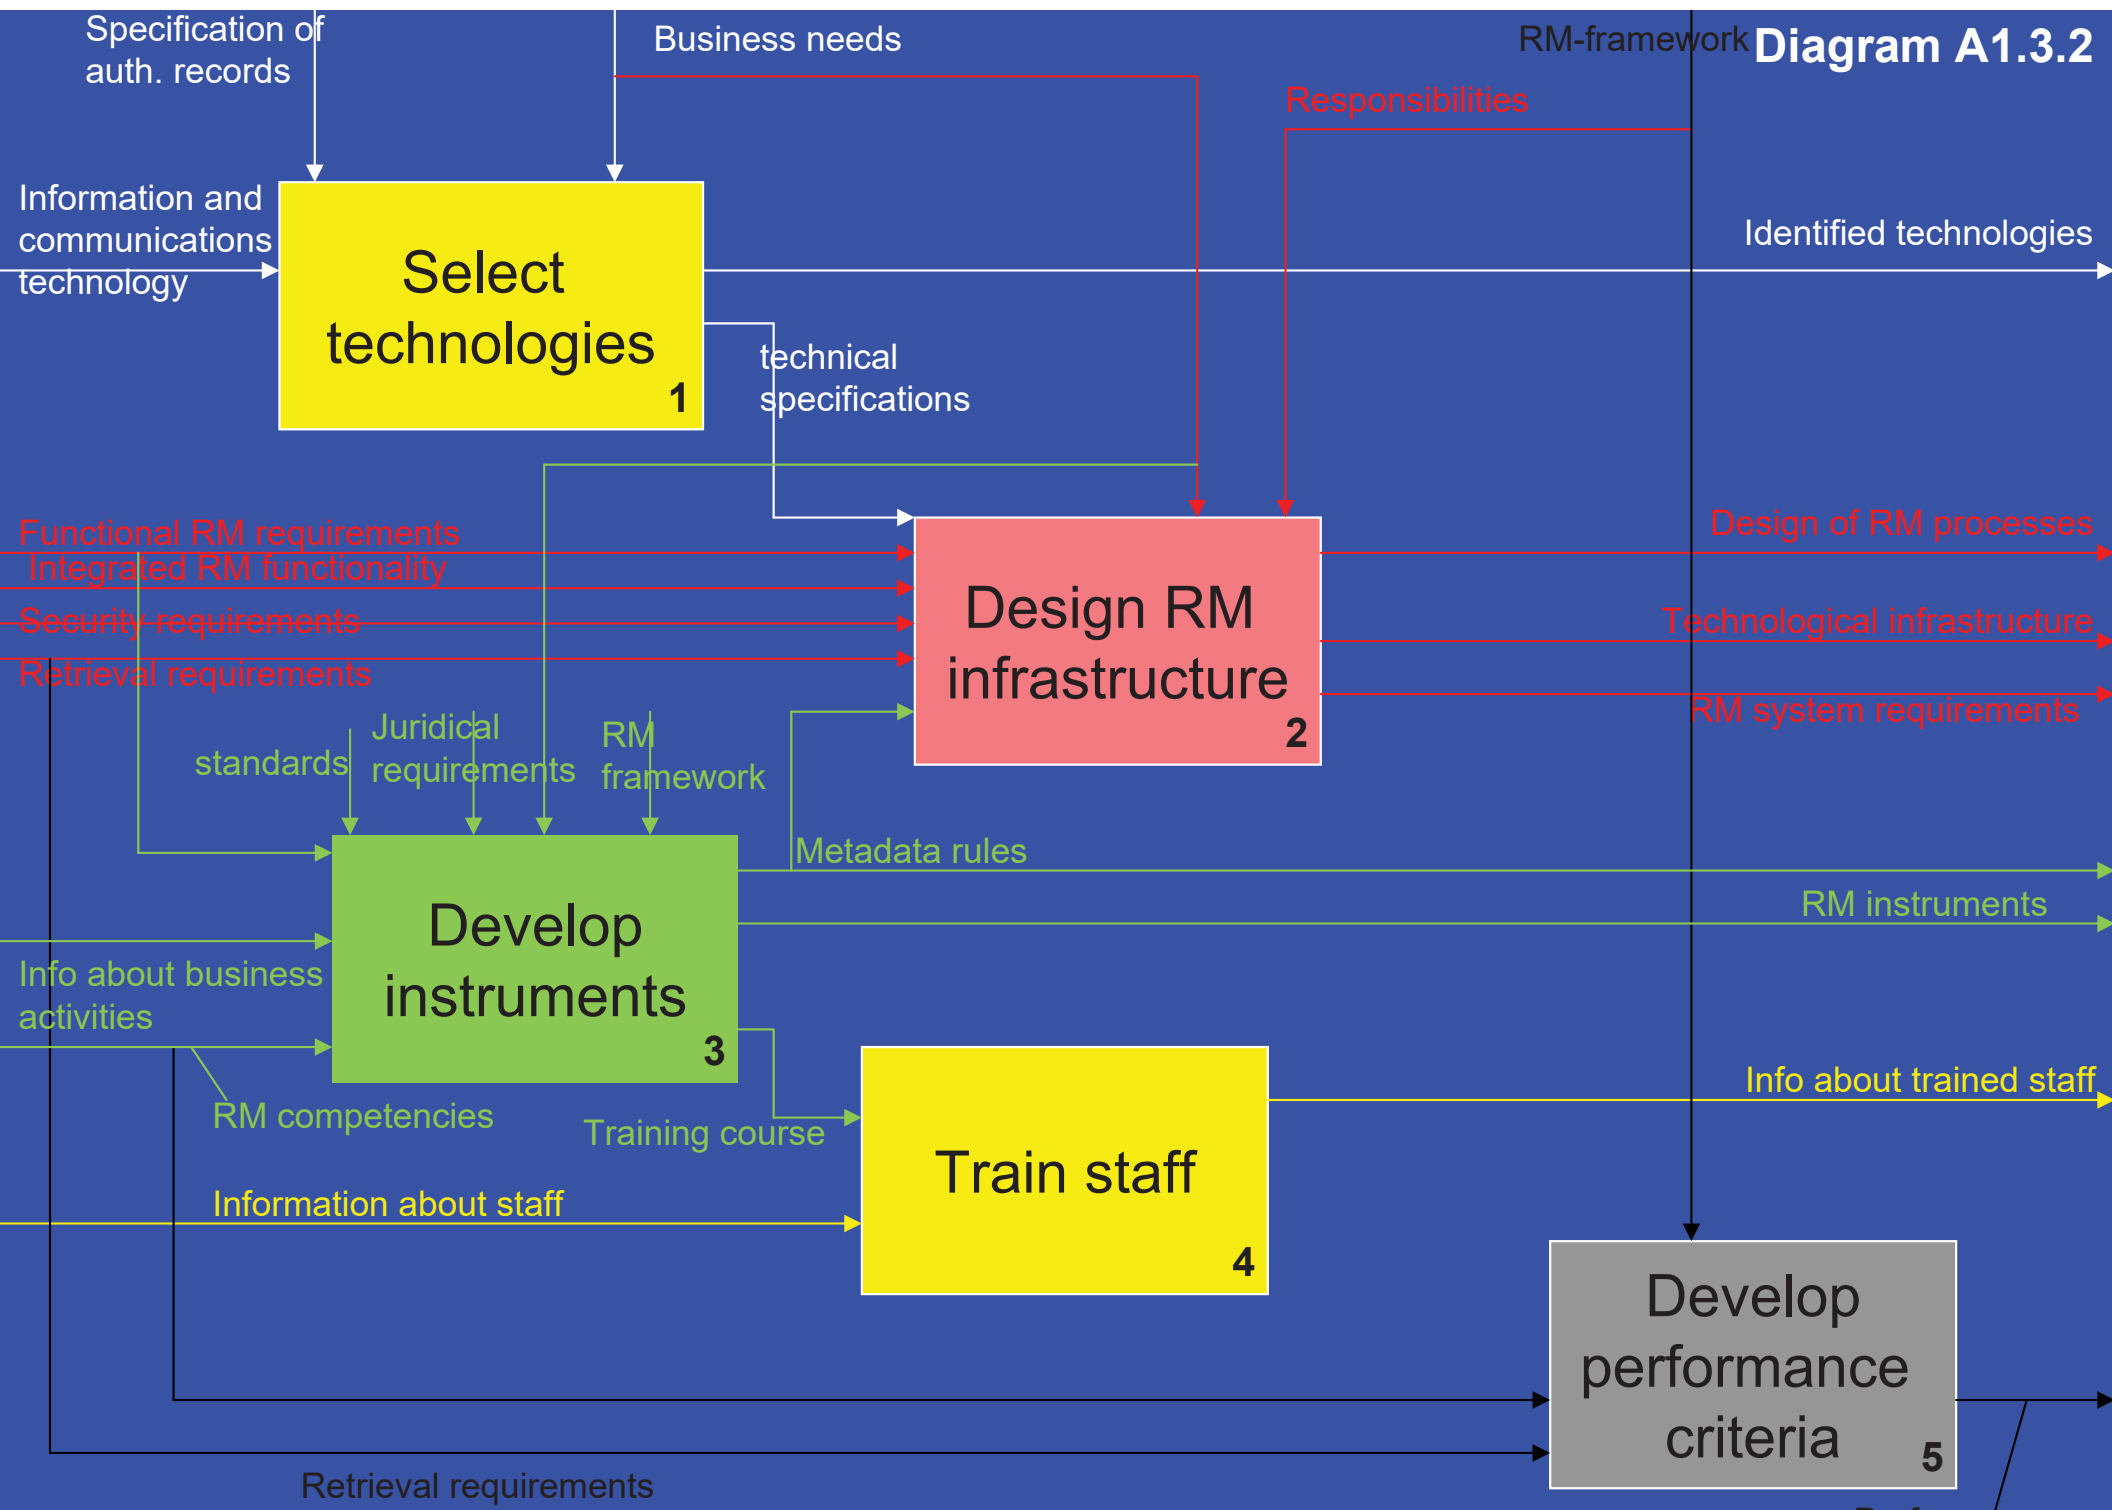 Specification of
auth. records
Business needs
RM-framework
Diagram A1.3.2
Responsibilities
Information and
communications
technology
Identified technologies
Select
technologies
1
technical
specifications
Functional RM requirements
Integrated RM functionality
Security requirements
Retrieval requirements
Design of RM processes
Technological infrastructure
RM system requirements
Design RM
infrastructure
2
standards
Juridical
requirements
RM
framework
Metadata rules
RM instruments
Develop
instruments
3
Info about business
activities
RM competencies
Training course
Info about trained staff
Train staff
4
Information about staff
Develop
performance
criteria
5
Retrieval requirements